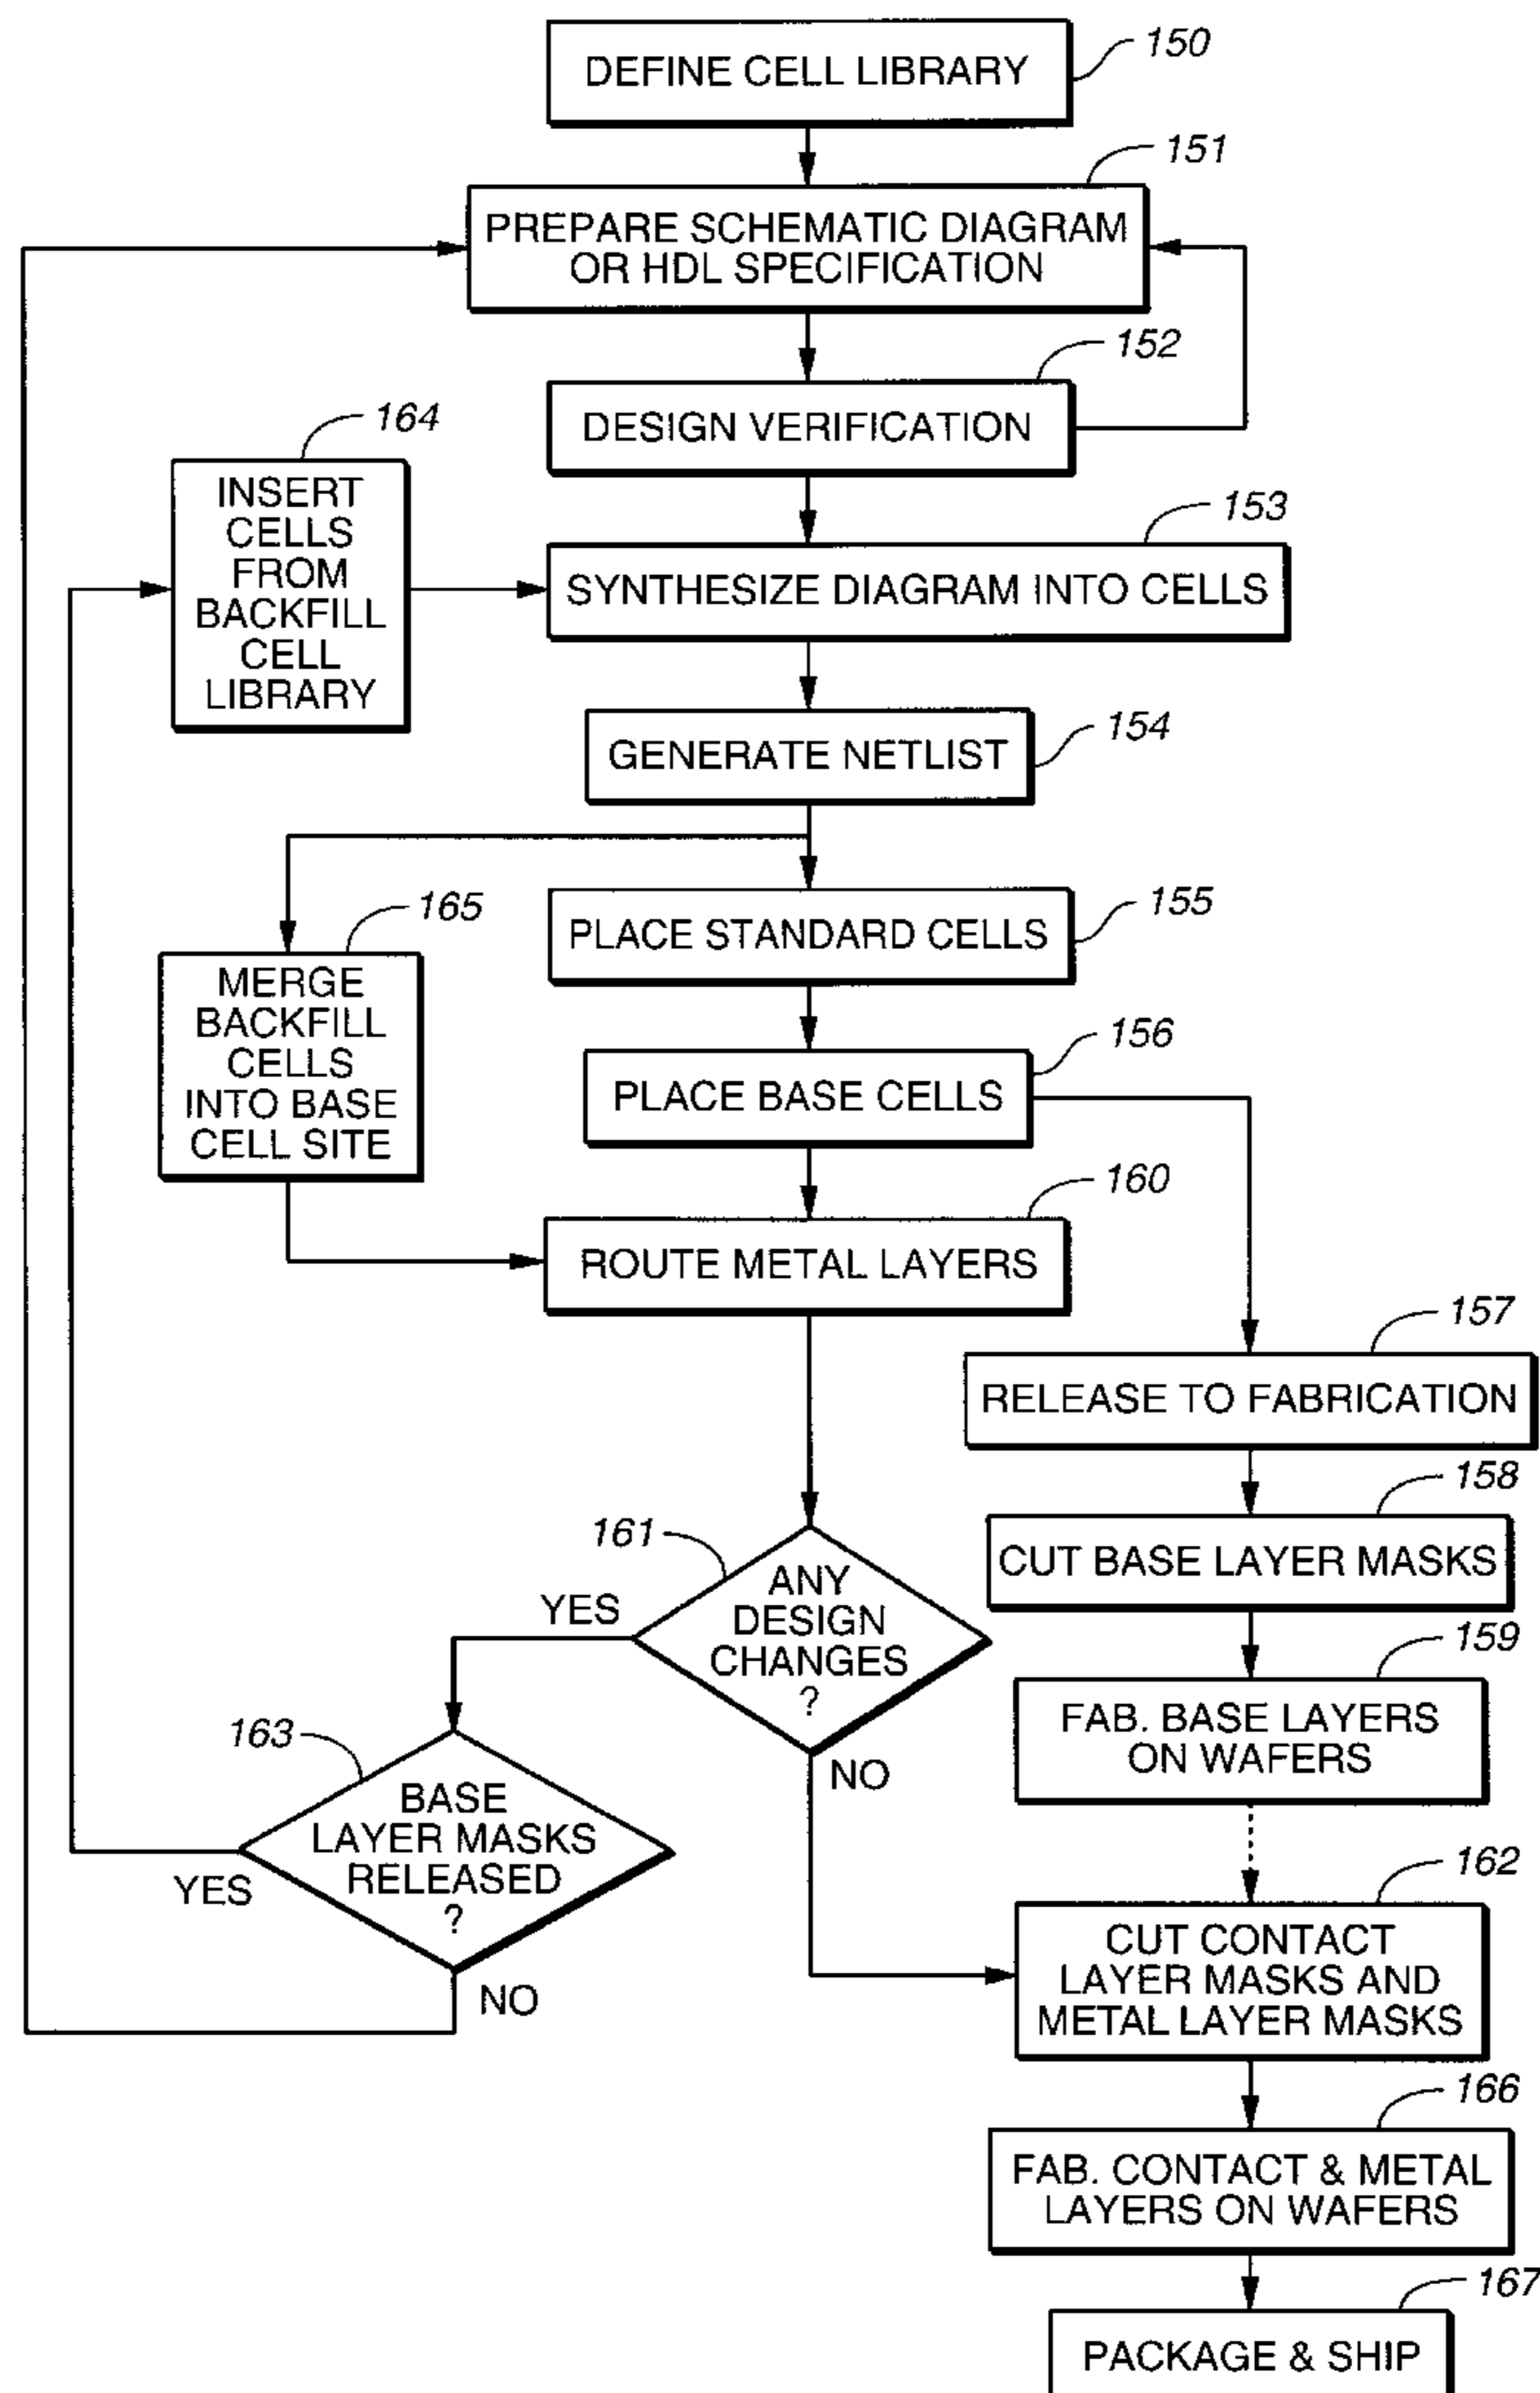 DEFINE CELL LIBRARY
150
151
PREPARE SCHEMATIC DIAGRAM
OR HDL SPECIFICATION
152
DESIGN VERIFICATION
164
INSERT
CELLS
FROM
BACKFILL
CELL
LIBRARY
153
SYNTHESIZE DIAGRAM INTO CELLS
154
GENERATE NETLIST
155
PLACE STANDARD CELLS
165
MERGE
BACKFILL
CELLS
INTO BASE
CELL SITE
156
PLACE BASE CELLS
160
ROUTE METAL LAYERS
157
RELEASE TO FABRICATION
158
CUT BASE LAYER MASKS
161
ANY
DESIGN
CHANGES
?
YES
NO
159
FAB. BASE LAYERS
ON WAFERS
163
BASE
LAYER MASKS
RELEASED
?
YES
NO
162
CUT CONTACT
LAYER MASKS AND
METAL LAYER MASKS
166
FAB. CONTACT & METAL
LAYERS ON WAFERS
167
PACKAGE & SHIP